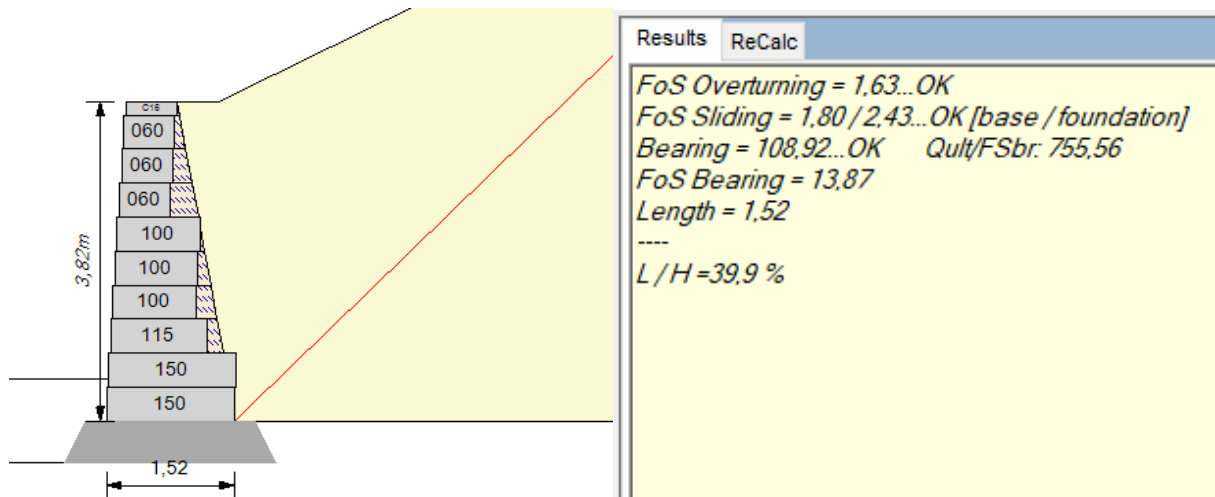 C16
060
060
060
100
100
100
115
150
150
3,82m
1,52
Results ReCalc
FoS Overturning = 1,63...OK
FoS Sliding = 1,80 / 2,43...OK [base / foundation]
Bearing = 108,92...OK Qult/FSbr: 755,56
FoS Bearing = 13,87
Length = 1,52
----
L / H =39,9 %